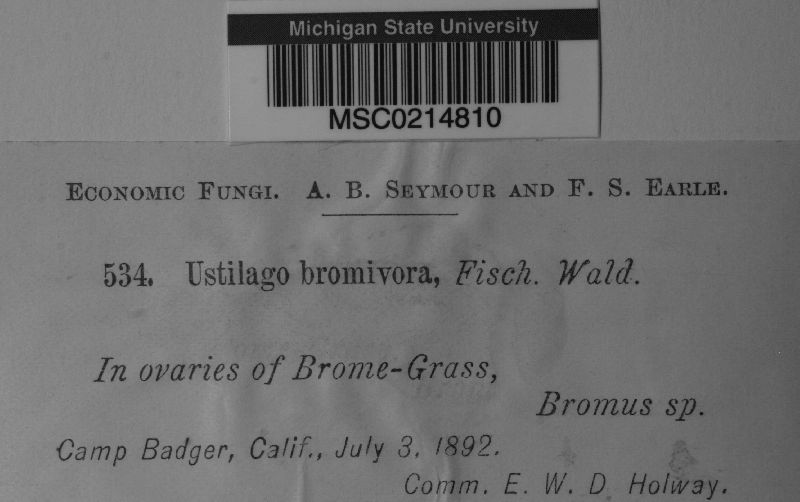 Michigan State University
MSC0214810
Economic Fungi. A. B. Seymour and F. S. Earle.
534. Ustilago bromivora, Fisch. Wald.
In ovaries of Brome-Grass,
Bromus sp.
Camp Badger, Calif., July 3, 1892.
Comm. E. W. D Holway.